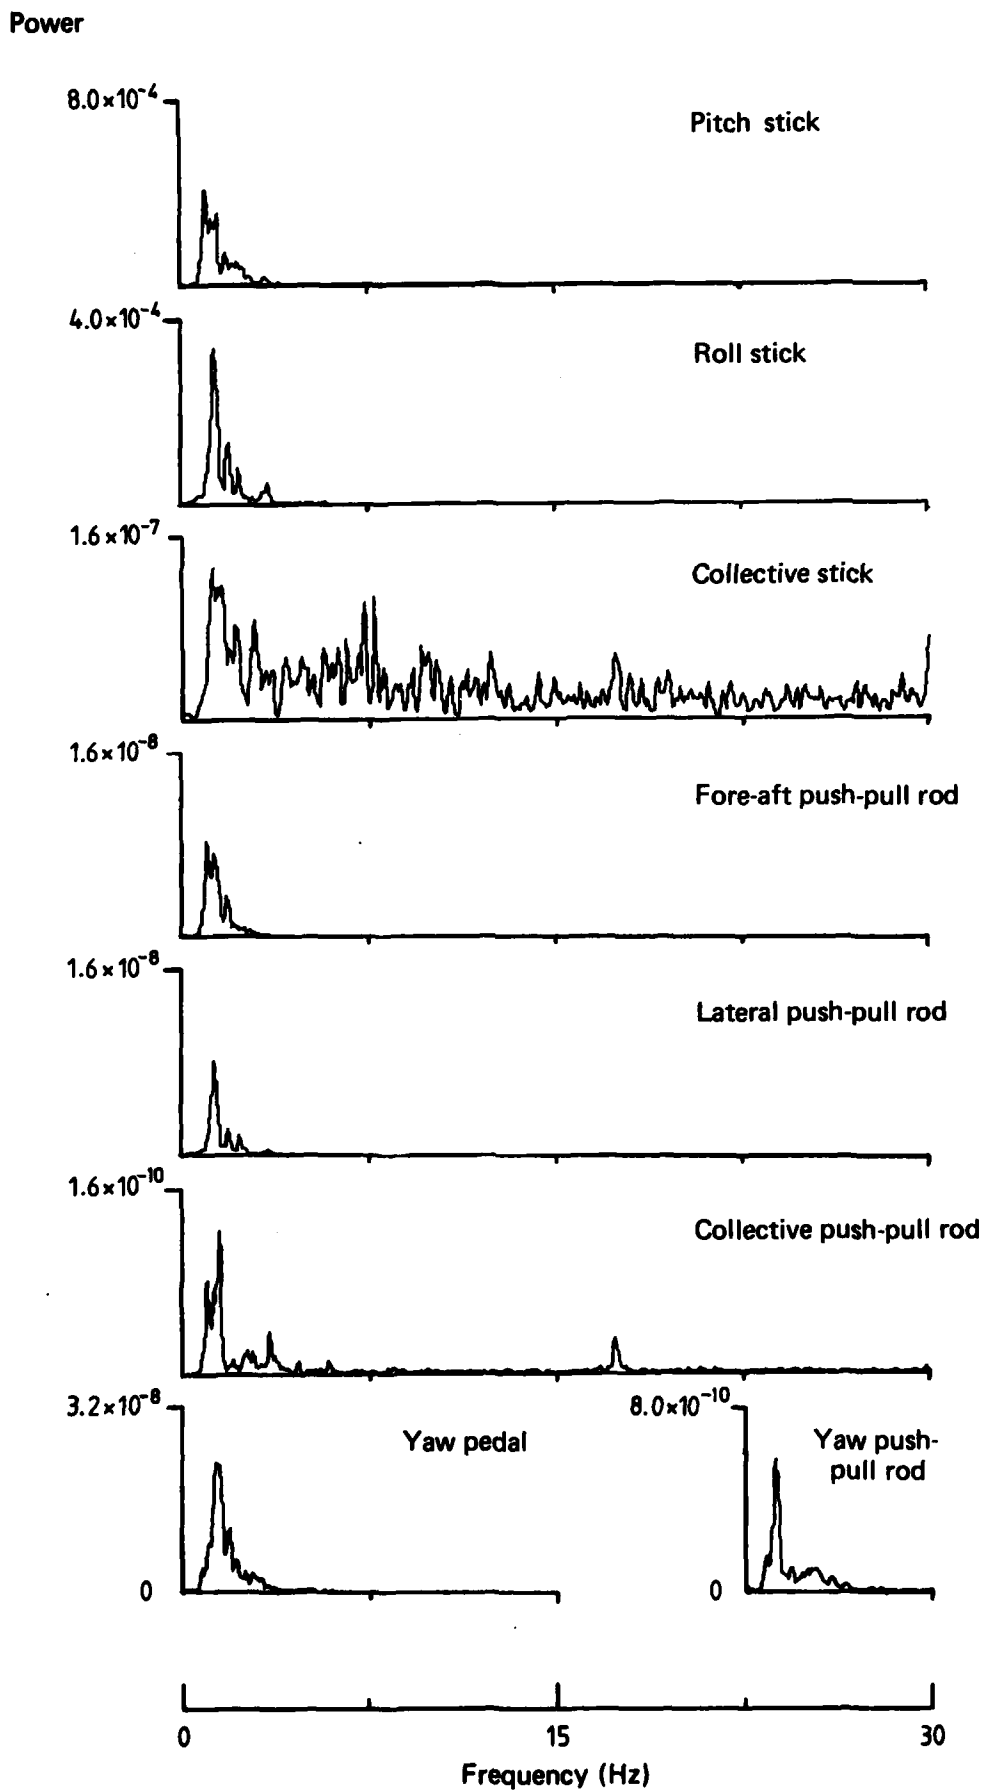 Power
8.0×10⁻⁴
Pitch stick
4.0×10⁻⁴
Roll stick
1.6×10⁻⁷
Collective stick
1.6×10⁻⁸
Fore-aft push-pull rod
1.6×10⁻⁸
Lateral push-pull rod
1.6×10⁻¹⁰
Collective push-pull rod
3.2×10⁻⁸
Yaw pedal
0
8.0×10⁻¹⁰
Yaw push-
pull rod
0
0 15 30
Frequency (Hz)